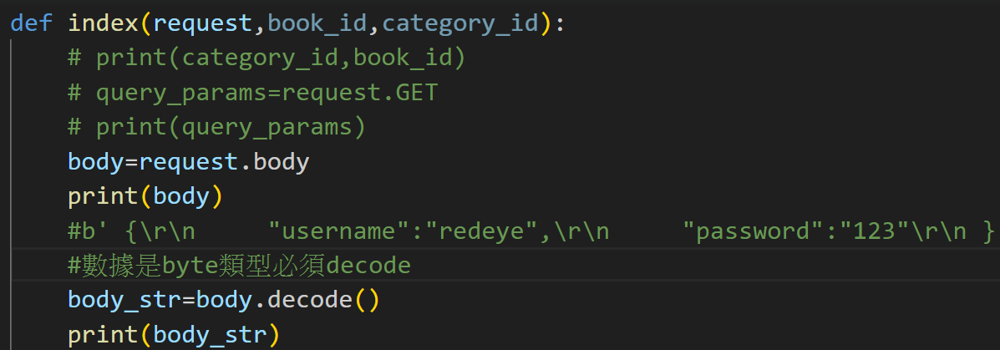 def index(request,book_id,category_id):
    # print(category_id,book_id)
    # query_params=request.GET
    # print(query_params)
    body=request.body
    print(body)
    #b' {\r\n     "username":"redeye",\r\n     "password":"123"\r\n }
    #數據是byte類型必須decode
    body_str=body.decode()
    print(body_str)